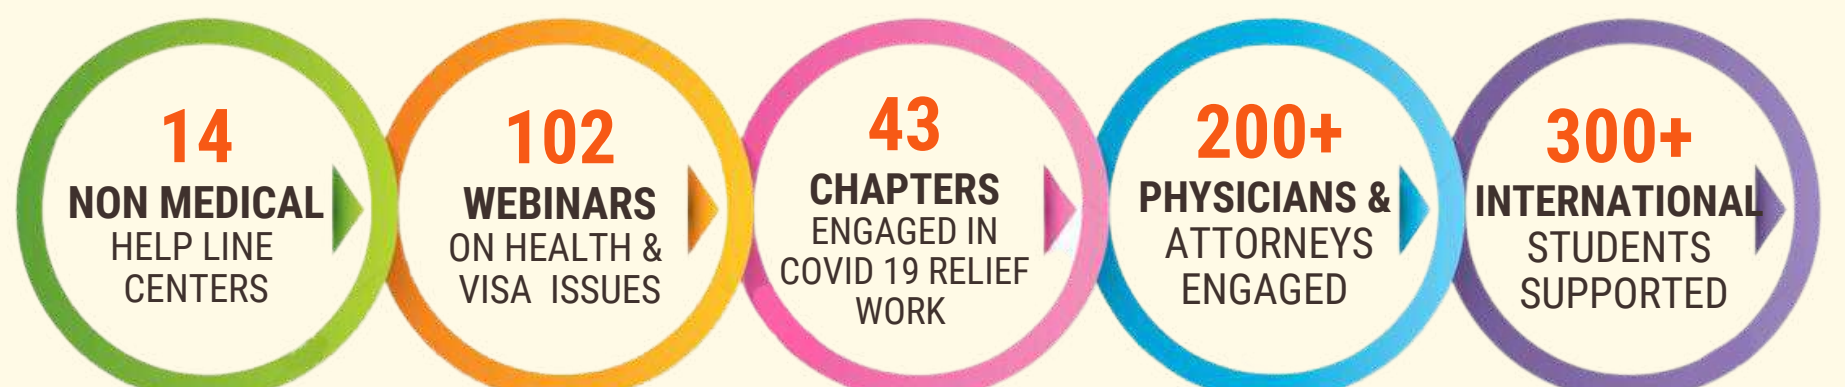 14
NON MEDICAL
HELP LINE
CENTERS
102
WEBINARS
ON HEALTH &
VISA ISSUES
43
CHAPTERS
ENGAGED IN
COVID 19 RELIEF
WORK
200+
PHYSICIANS &
ATTORNEYS
ENGAGED
300+
INTERNATIONAL
STUDENTS
SUPPORTED